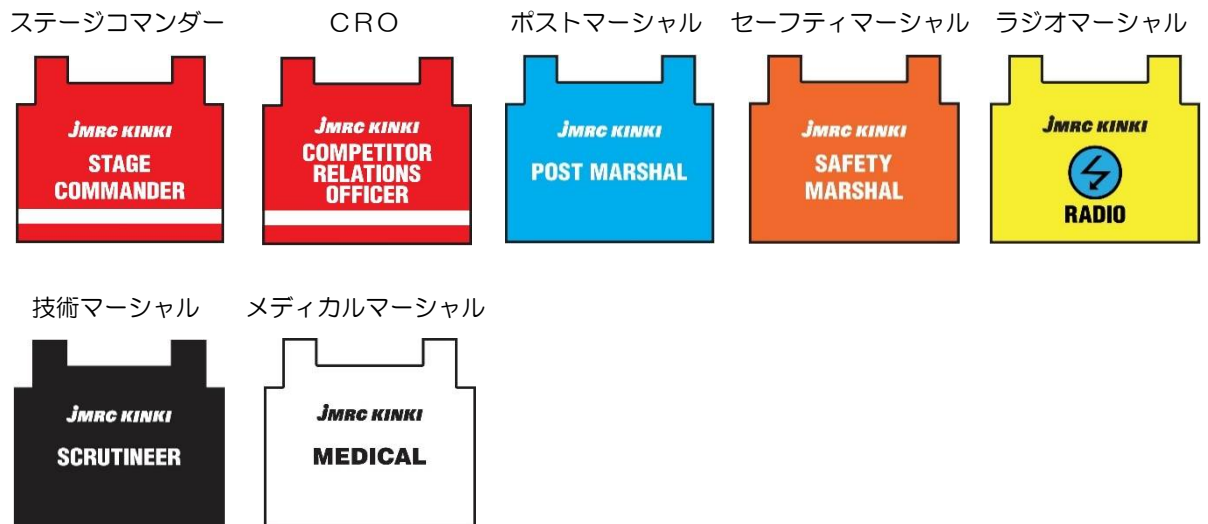 ステージコマンダー
CRO
ポストマーシャル
セーフティマーシャル
ラジオマーシャル
JMRC KINKI
STAGE
COMMANDER
JMRC KINKI
COMPETITOR
RELATIONS
OFFICER
JMRC KINKI
POST MARSHAL
JMRC KINKI
SAFETY
MARSHAL
JMRC KINKI
RADIO
技術マーシャル
メディカルマーシャル
JMRC KINKI
SCRUTINEER
JMRC KINKI
MEDICAL